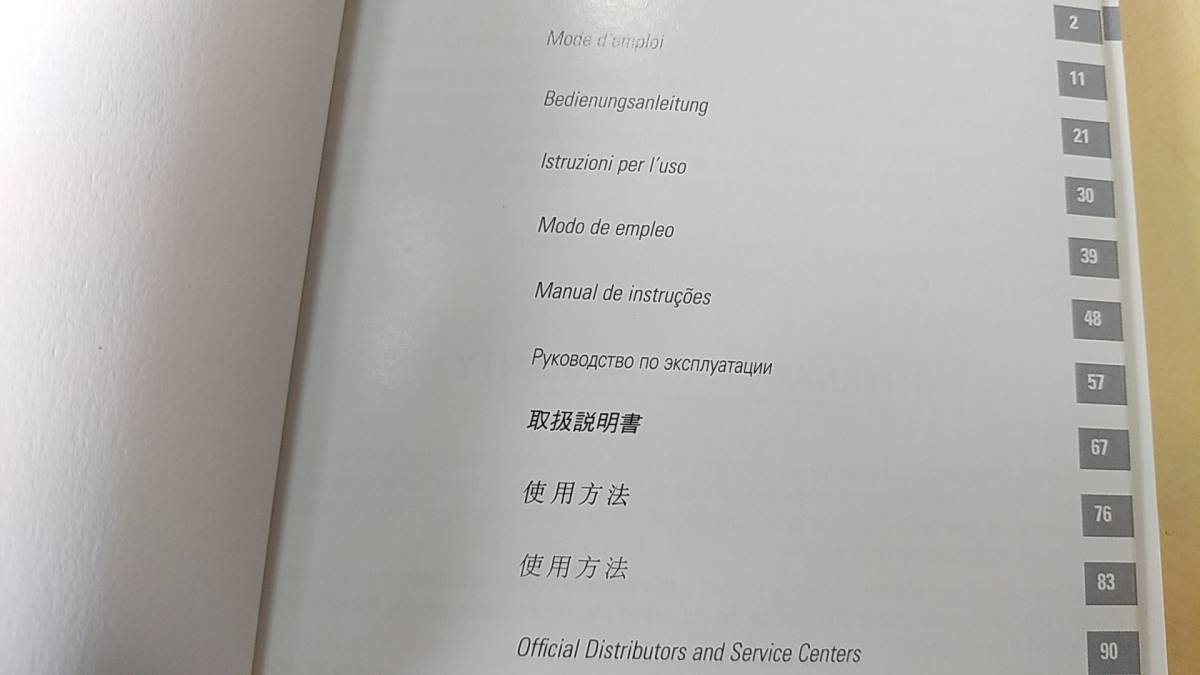 2
Mode d'emploi 11
Bedienungsanleitung 21
Istruzioni per l'uso 30
Modo de empleo 39
Manual de instruções 48
Руководство по эксплуатации 57
取扱説明書 67
使用方法 76
使用方法 83
Official Distributors and Service Centers 90